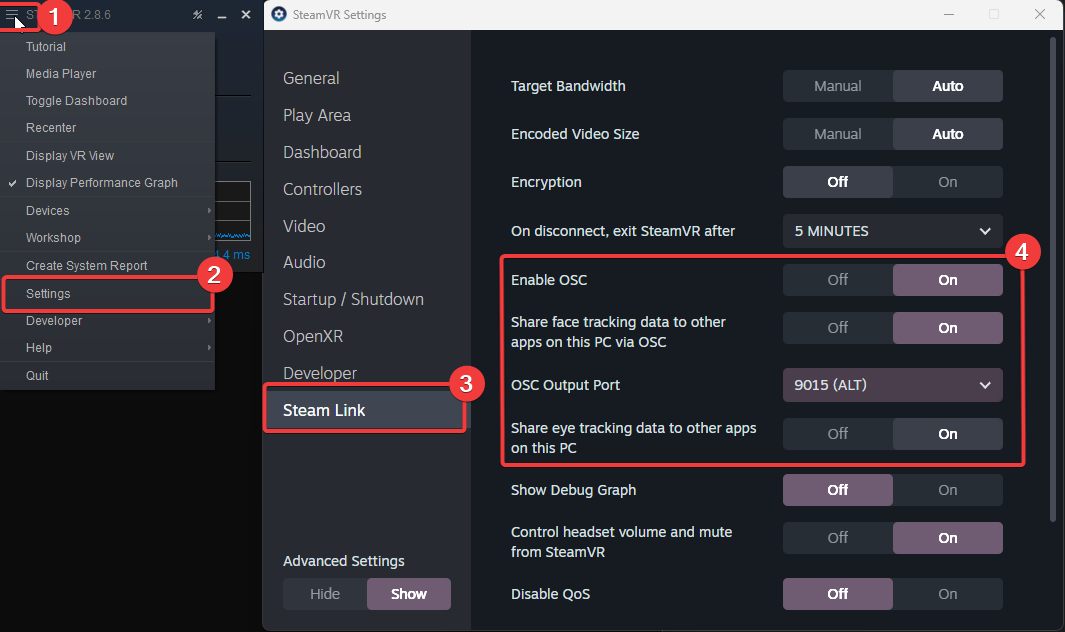 1
R 2.8.6
Tutorial
Media Player
Toggle Dashboard
Recenter
Display VR View
Display Performance Graph
Devices
Workshop
Create System Report
2
Settings
Developer
Help
Quit
4 ms
SteamVR Settings
General
Play Area
Dashboard
Controllers
Video
Audio
Startup / Shutdown
OpenXR
Developer
3
Steam Link
Advanced Settings
Hide Show
Target Bandwidth Manual Auto
Encoded Video Size Manual Auto
Encryption Off On
On disconnect, exit SteamVR after 5 MINUTES
4
Enable OSC Off On
Share face tracking data to other
apps on this PC via OSC Off On
OSC Output Port 9015 (ALT)
Share eye tracking data to other apps
on this PC Off On
Show Debug Graph Off On
Control headset volume and mute
from SteamVR Off On
Disable QoS Off On